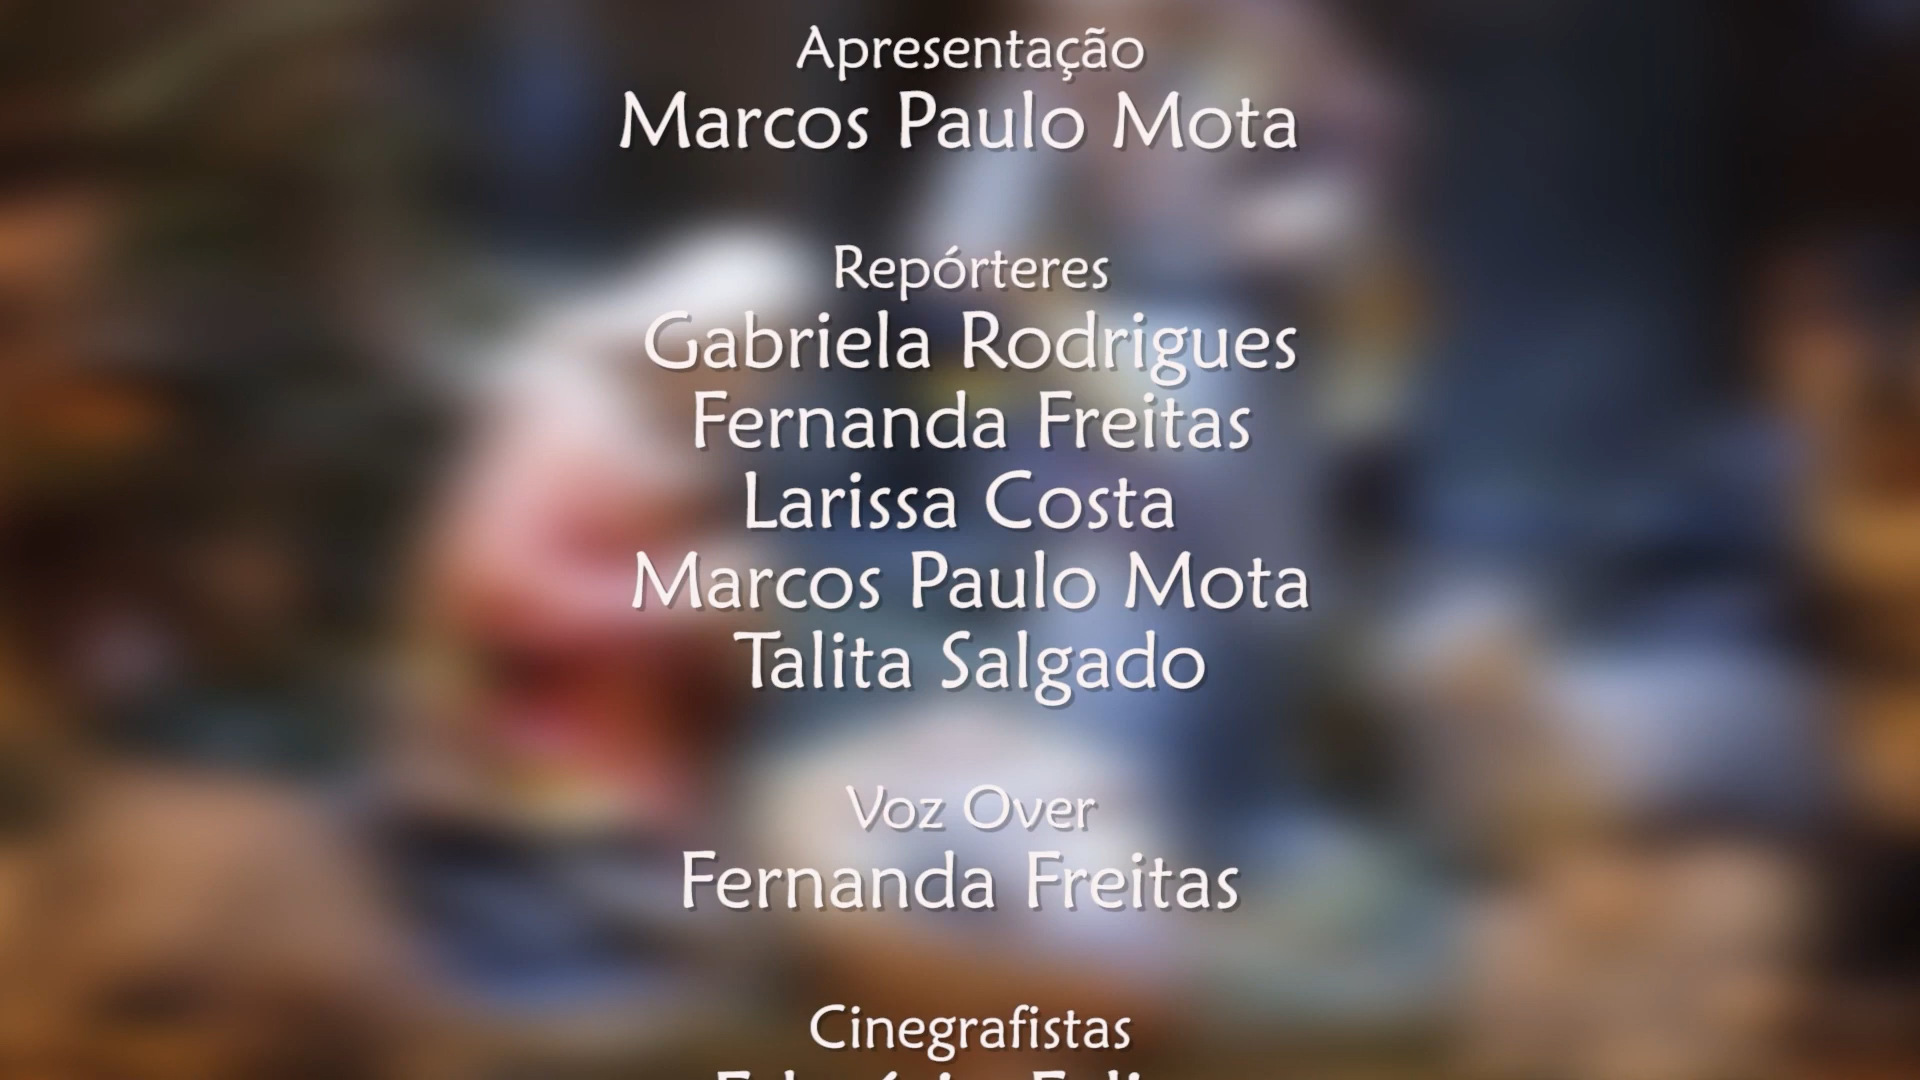 Apresentação
Marcos Paulo Mota
Repórteres
Gabriela Rodrigues
Fernanda Freitas
Larissa Costa
Marcos Paulo Mota
Talita Salgado
Voz Over
Fernanda Freitas
Cinegrafistas